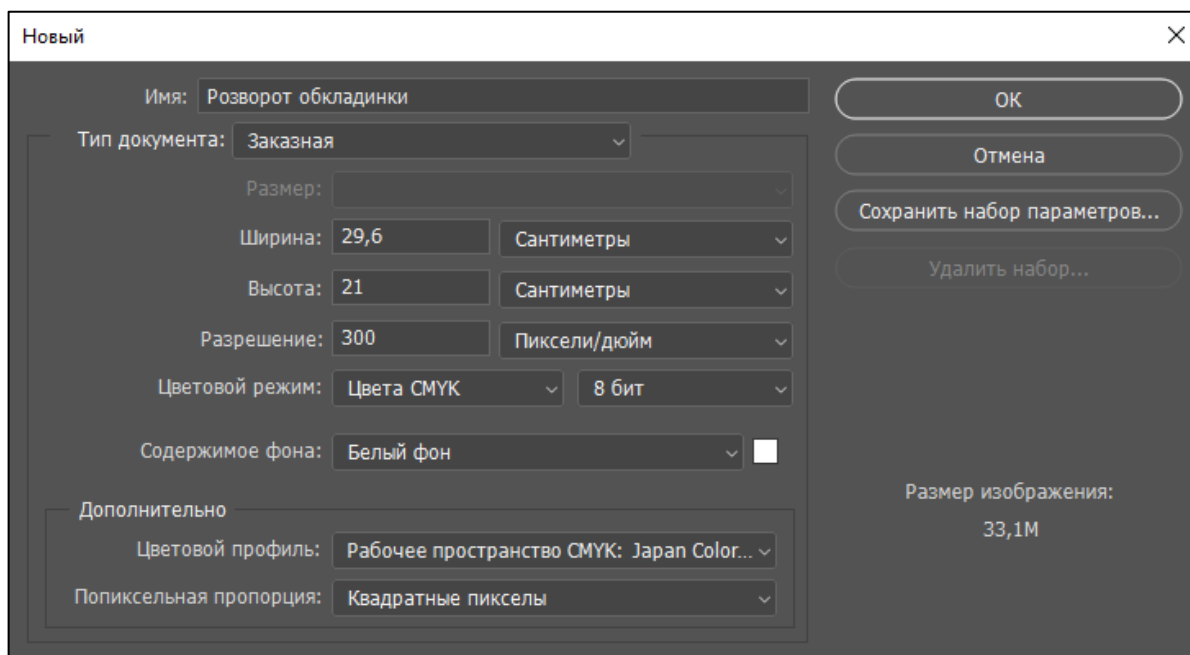 Новый
Имя: Розворот обкладинки
ОК
Тип документа: Заказная
Отмена
Размер:
Сохранить набор параметров...
Ширина: 29,6 Сантиметры
Удалить набор...
Высота: 21 Сантиметры
Разрешение: 300 Пиксели/дюйм
Цветовой режим: Цвета CMYK 8 бит
Содержимое фона: Белый фон
Размер изображения:
33,1M
Дополнительно
Цветовой профиль: Рабочее пространство CMYK: Japan Color...
Попиксельная пропорция: Квадратные пикселы